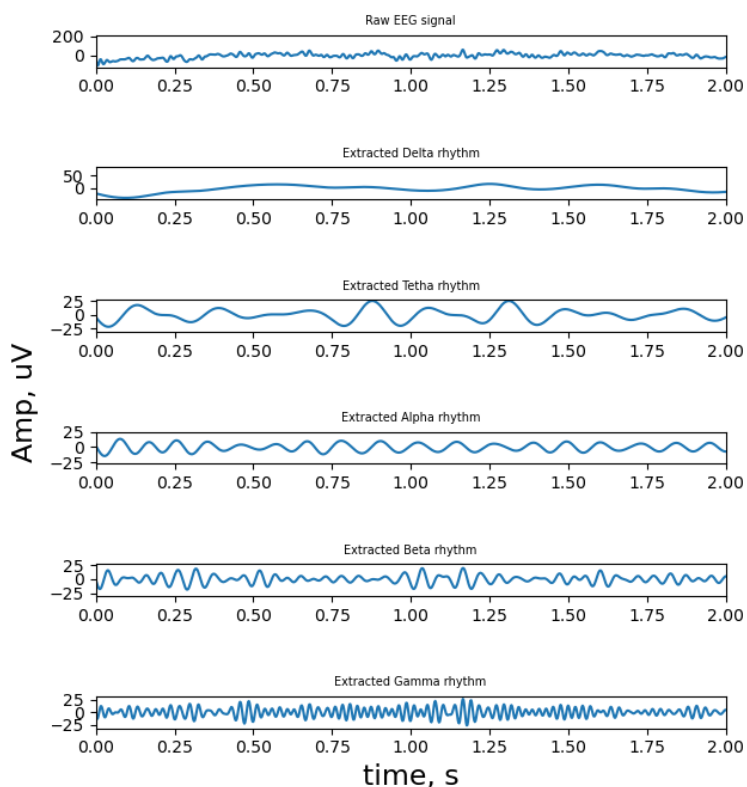 Raw EEG signal
200
0
0.00 0.25 0.50 0.75 1.00 1.25 1.50 1.75 2.00
Extracted Delta rhythm
50
0
0.00 0.25 0.50 0.75 1.00 1.25 1.50 1.75 2.00
Extracted Tetha rhythm
25
0
−25
0.00 0.25 0.50 0.75 1.00 1.25 1.50 1.75 2.00
Amp, uV
Extracted Alpha rhythm
25
0
−25
0.00 0.25 0.50 0.75 1.00 1.25 1.50 1.75 2.00
Extracted Beta rhythm
25
0
−25
0.00 0.25 0.50 0.75 1.00 1.25 1.50 1.75 2.00
Extracted Gamma rhythm
25
0
−25
0.00 0.25 0.50 0.75 1.00 1.25 1.50 1.75 2.00
time, s